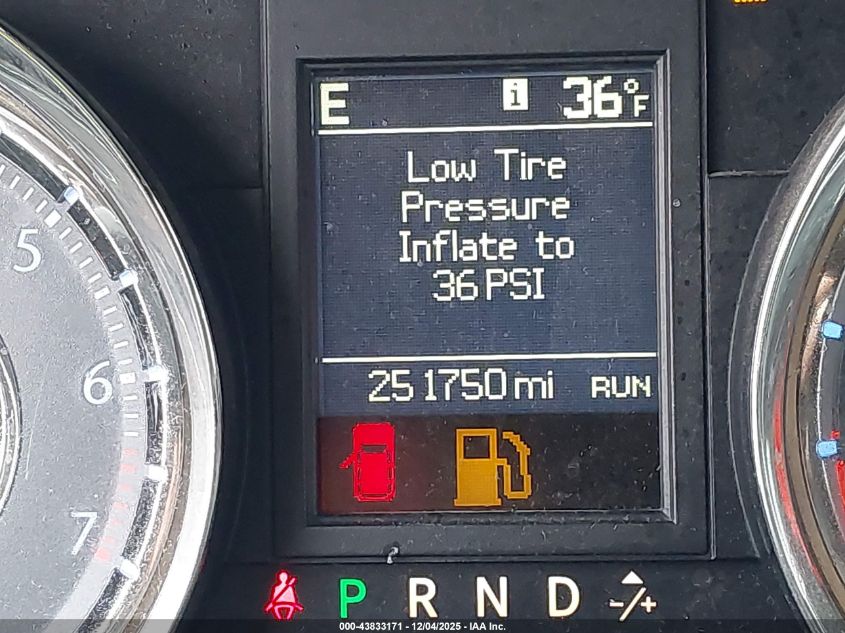 E i 36°F
Low Tire
Pressure
Inflate to
36 PSI
251750 mi RUN
5
6
7
P R N D -/+
000-43833171 - 12/04/2025 - IAA Inc.